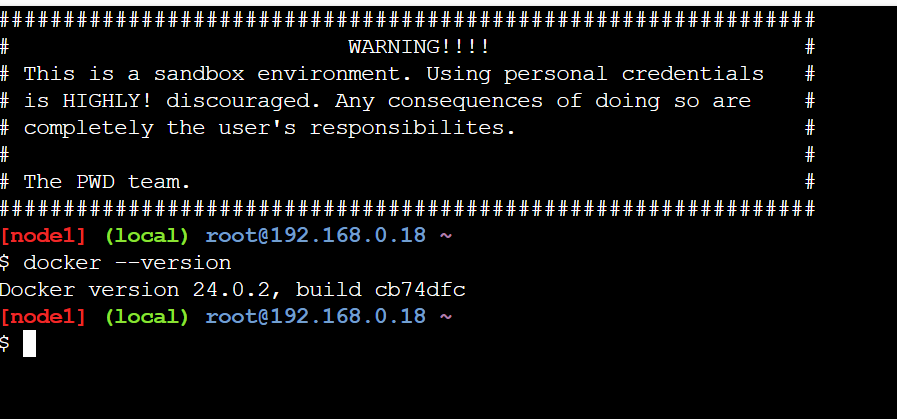 ###############################################################
#                          WARNING!!!!                        #
# This is a sandbox environment. Using personal credentials   #
# is HIGHLY! discouraged. Any consequences of doing so are    #
# completely the user's responsibilites.                      #
#                                                             #
# The PWD team.                                               #
###############################################################
[node1] (local) root@192.168.0.18 ~
$ docker --version
Docker version 24.0.2, build cb74dfc
[node1] (local) root@192.168.0.18 ~
$